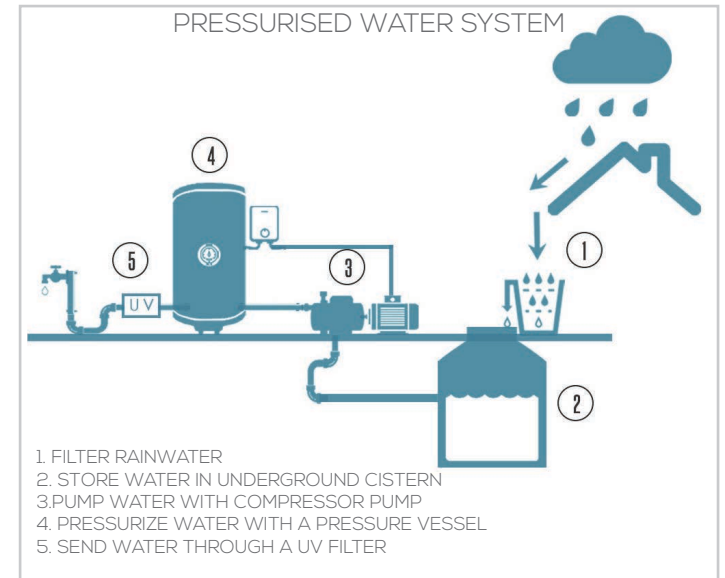 PRESSURISED WATER SYSTEM
4
1
5
3
UV
2
1. FILTER RAINWATER
2. STORE WATER IN UNDERGROUND CISTERN
3.PUMP WATER WITH COMPRESSOR PUMP
4. PRESSURIZE WATER WITH A PRESSURE VESSEL
5. SEND WATER THROUGH A UV FILTER